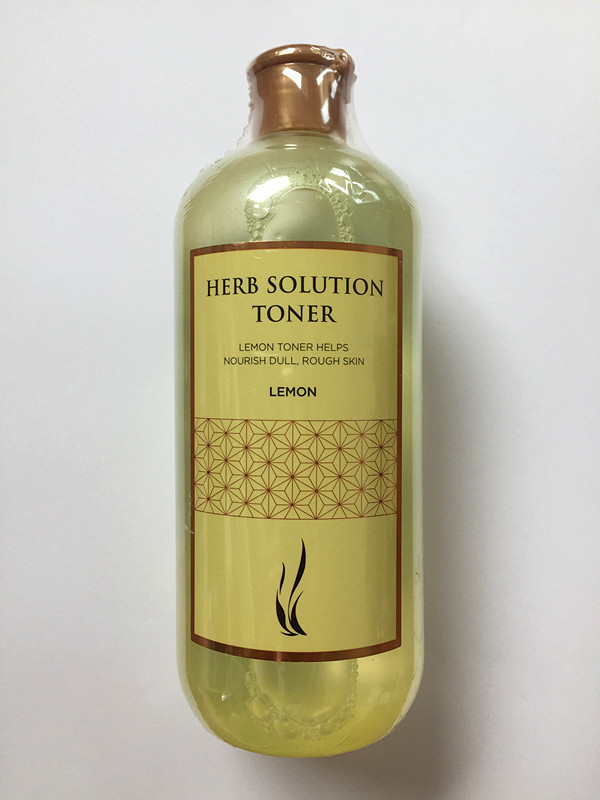 HERB SOLUTION
TONER
LEMON TONER HELPS
NOURISH DULL, ROUGH SKIN
LEMON